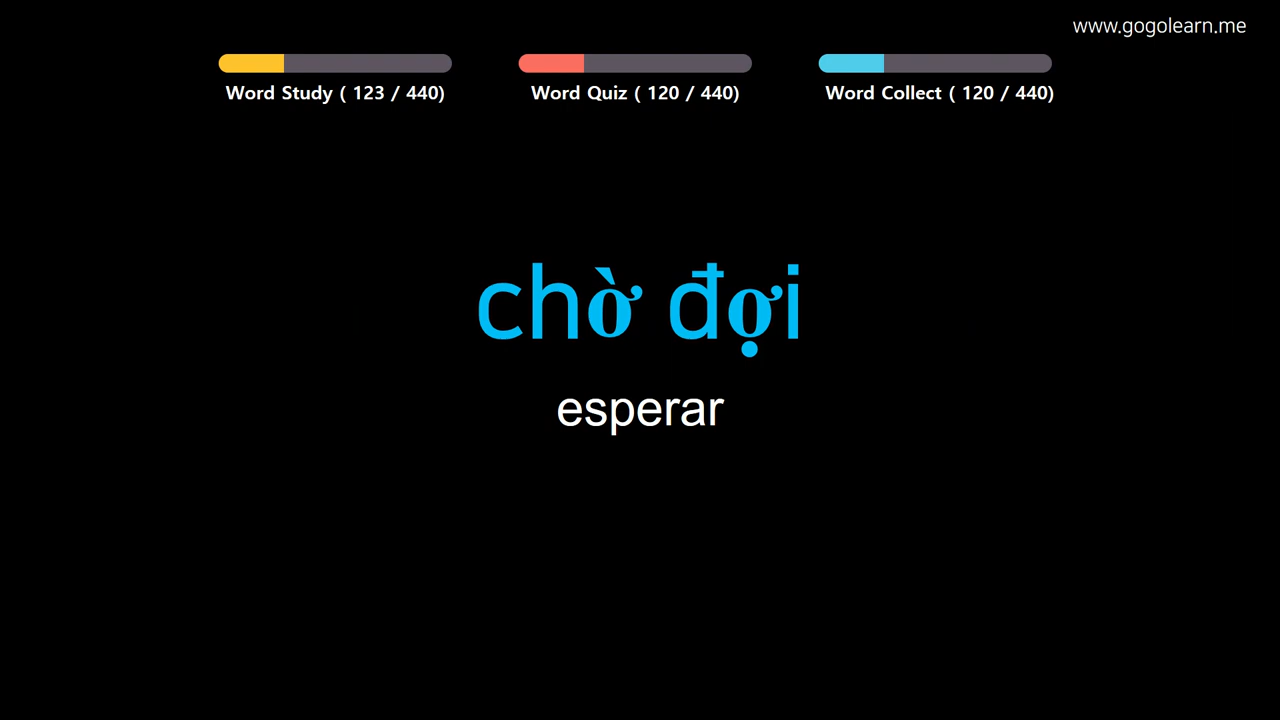 www.gogolearn.me
Word Study ( 123 / 440)
Word Quiz ( 120 / 440)
Word Collect ( 120 / 440)
chờ đợi
esperar